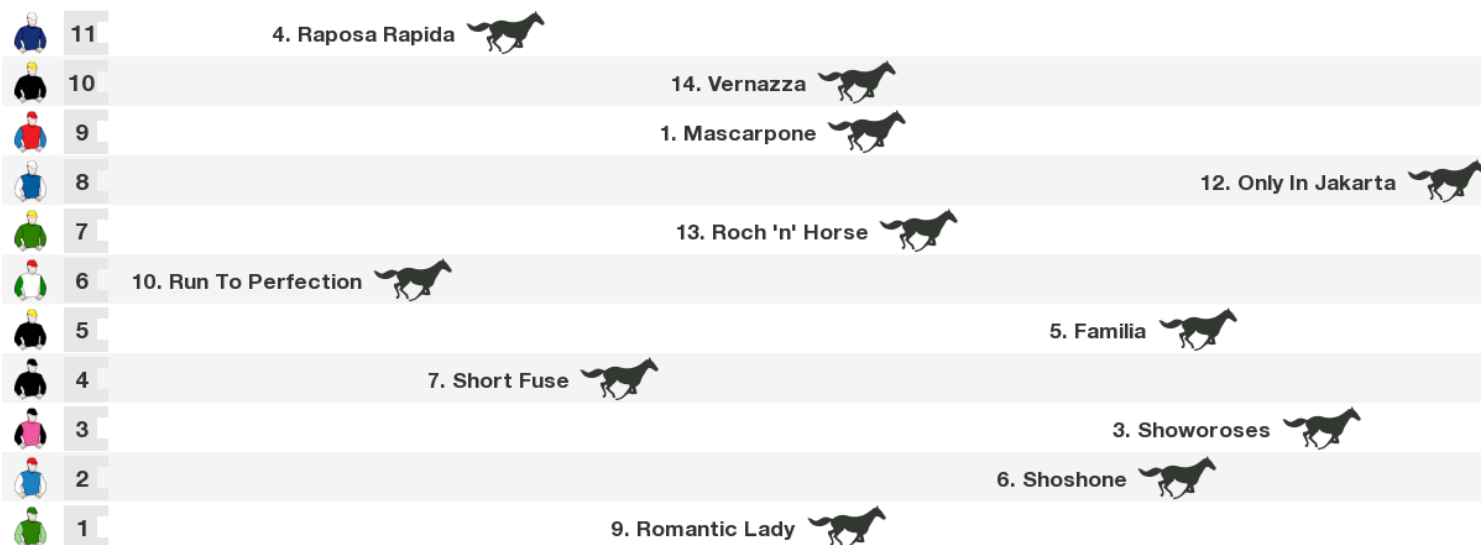 11 4. Raposa Rapida
10 14. Vernazza
9 1. Mascarpone
8 12. Only In Jakarta
7 13. Roch 'n' Horse
6 10. Run To Perfection
5 5. Familia
4 7. Short Fuse
3 3. Showoroses
2 6. Shoshone
1 9. Romantic Lady